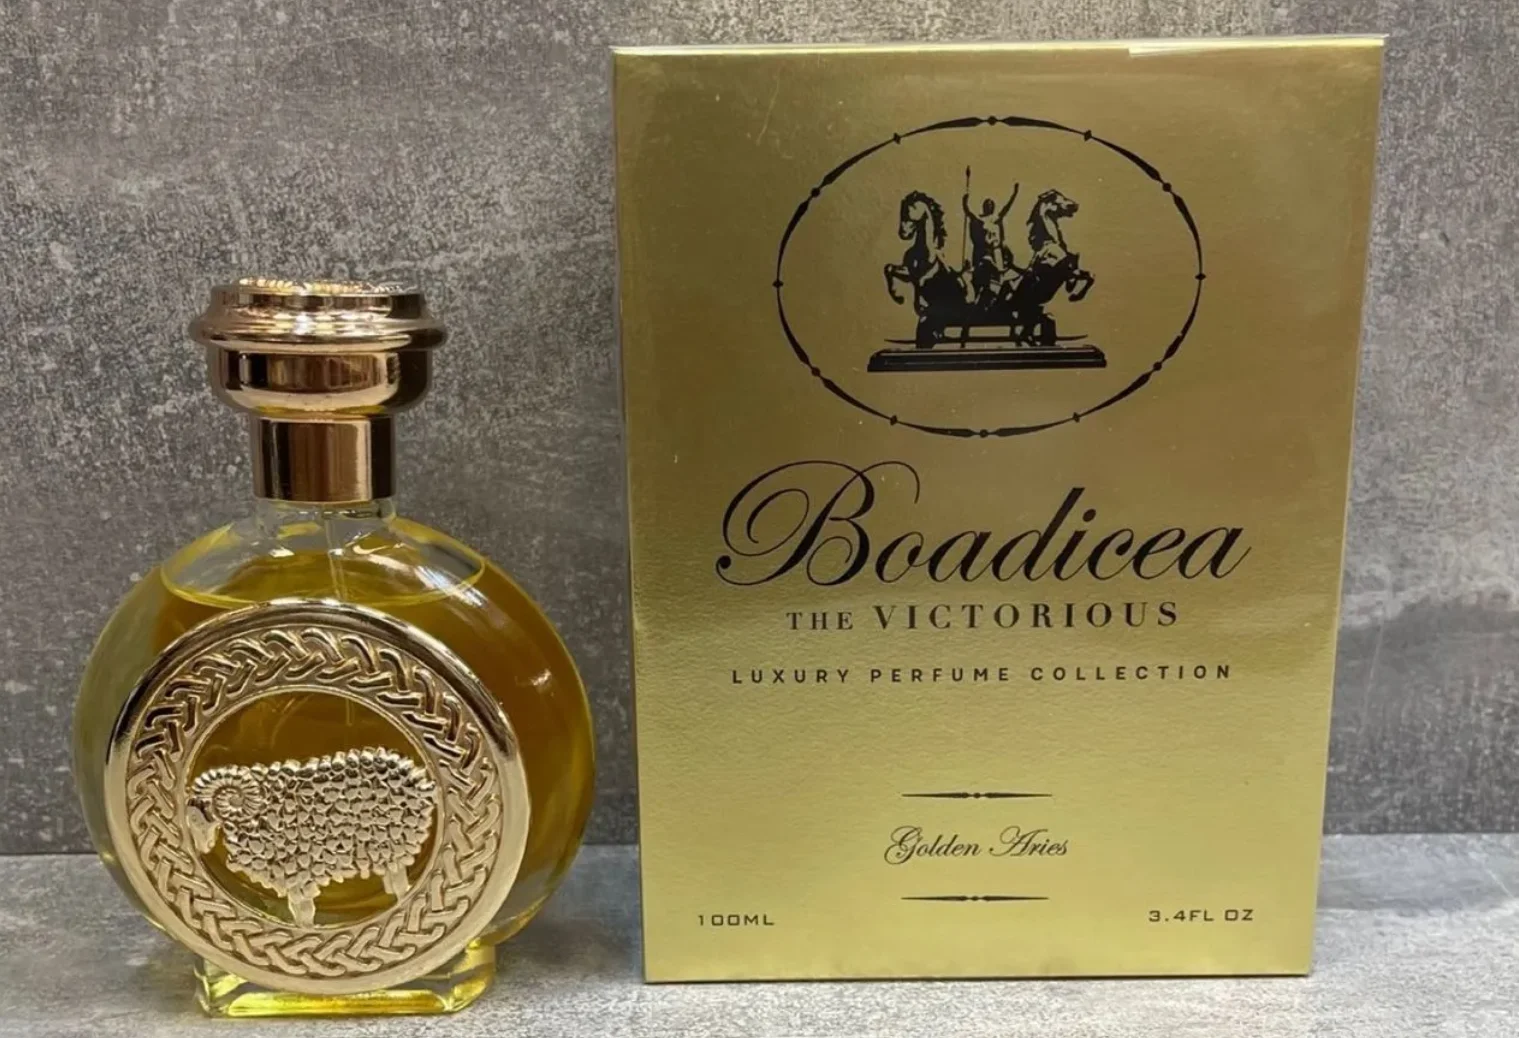 Boadicea
THE VICTORIOUS
LUXURY PERFUME COLLECTION
Golden Aries
100ML
3.4FL OZ